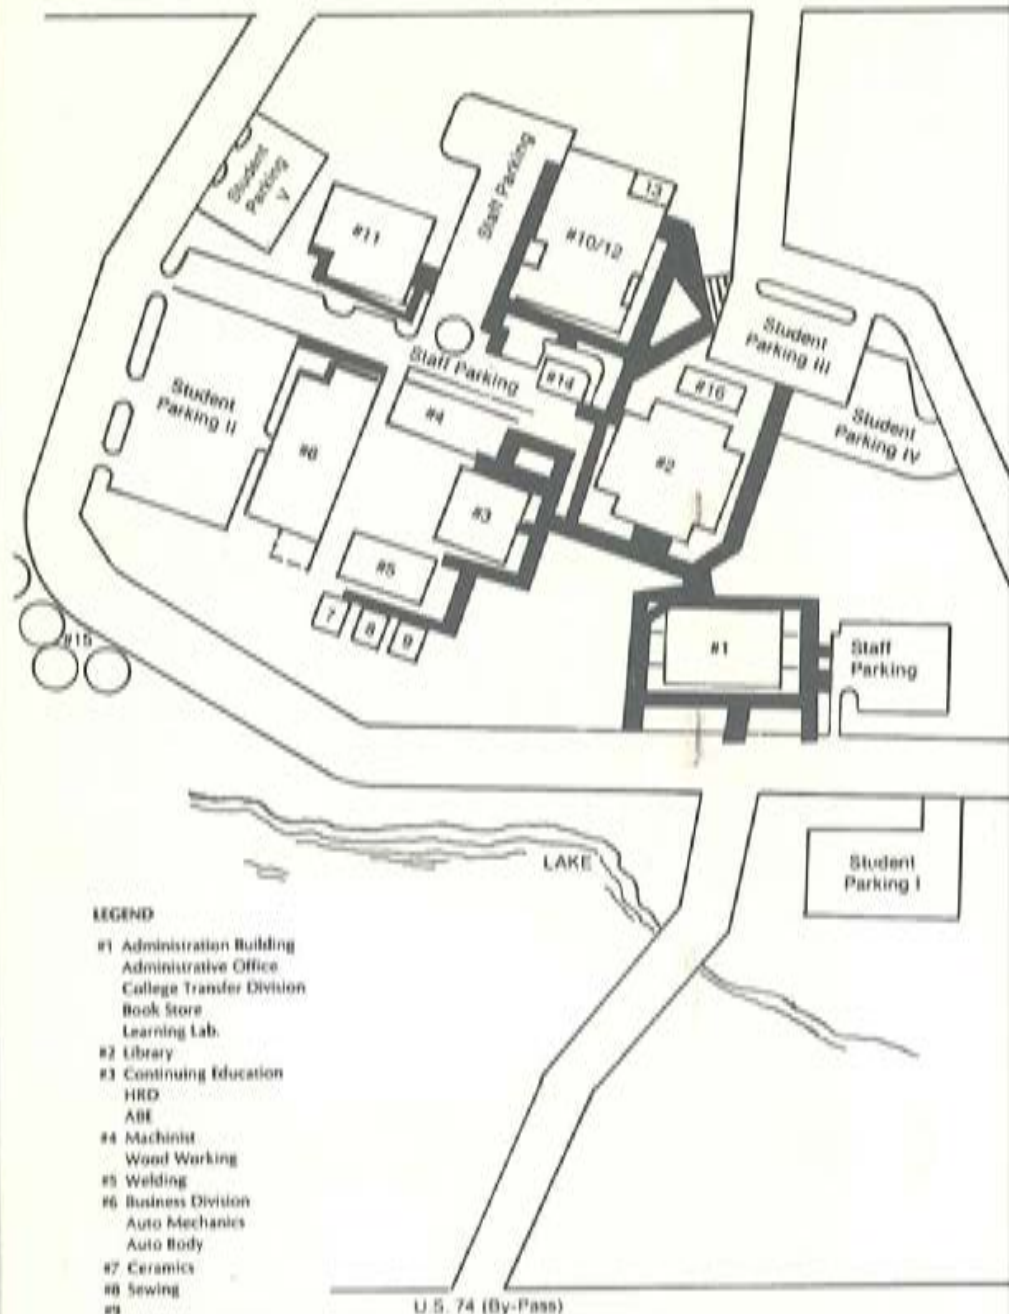 Student
Parking
V
Staff Parking
13
#11
#10/12
Student
Parking III
Staff Parking
#14
#16
Student
Parking II
#4
Student
Parking IV
#6
#2
#3
#5
7
8
9
#15
#1
Staff
Parking
LAKE
Student
Parking I
LEGEND
#1 Administration Building
Administrative Office
College Transfer Division
Book Store
Learning Lab.
#2 Library
#3 Continuing Education
HRD
ABE
#4 Machinist
Wood Working
#5 Welding
#6 Business Division
Auto Mechanics
Auto Body
#7 Ceramics
#8 Sewing
#9
U.S. 74 (By-Pass)